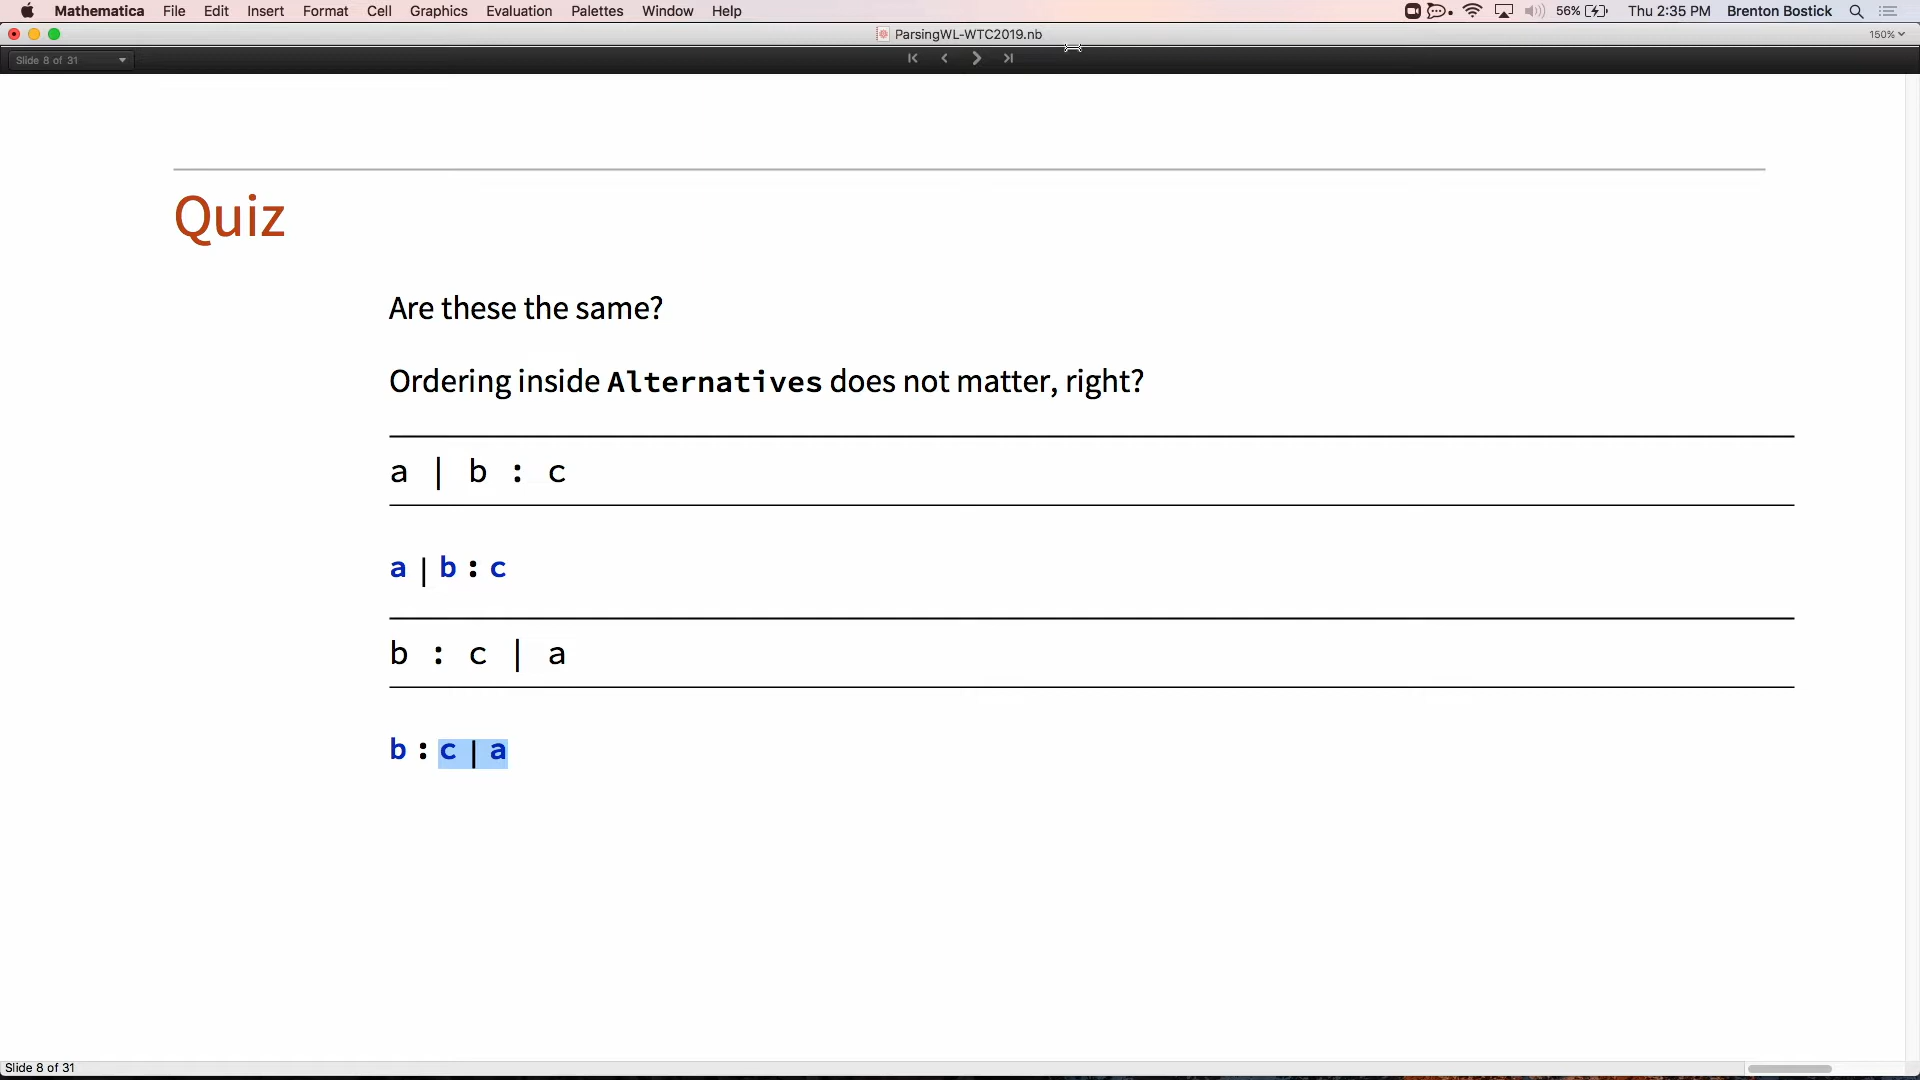 Mathematica File Edit Insert Format Cell Graphics Evaluation Palettes Window Help 56% Thu 2:35 PM Brenton Bostick
ParsingWL-WTC2019.nb 150%
Slide 8 of 31
Quiz
Are these the same?
Ordering inside Alternatives does not matter, right?
a | b : c
a | b : c
b : c | a
b : c | a
Slide 8 of 31